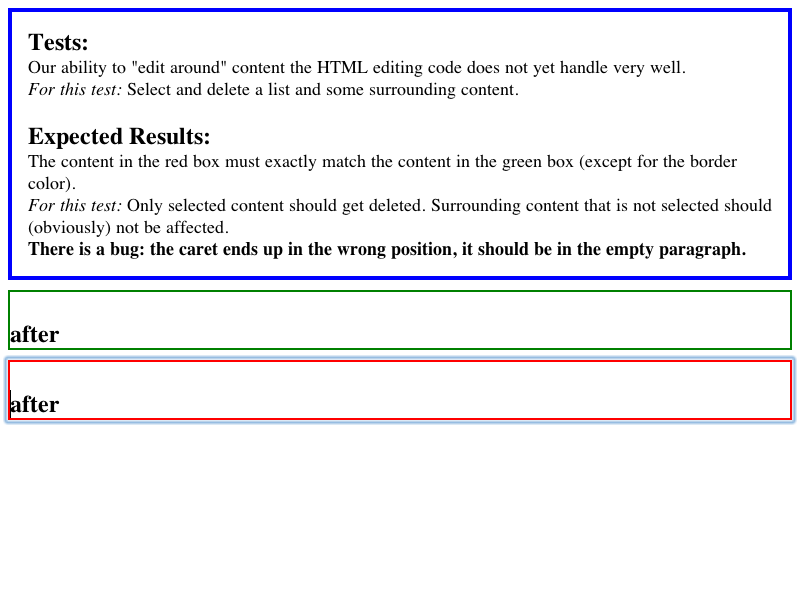 Tests:
Our ability to "edit around" content the HTML editing code does not yet handle very well.
For this test: Select and delete a list and some surrounding content.
Expected Results:
The content in the red box must exactly match the content in the green box (except for the border
color).
For this test: Only selected content should get deleted. Surrounding content that is not selected should
(obviously) not be affected.
There is a bug: the caret ends up in the wrong position, it should be in the empty paragraph.
after
after